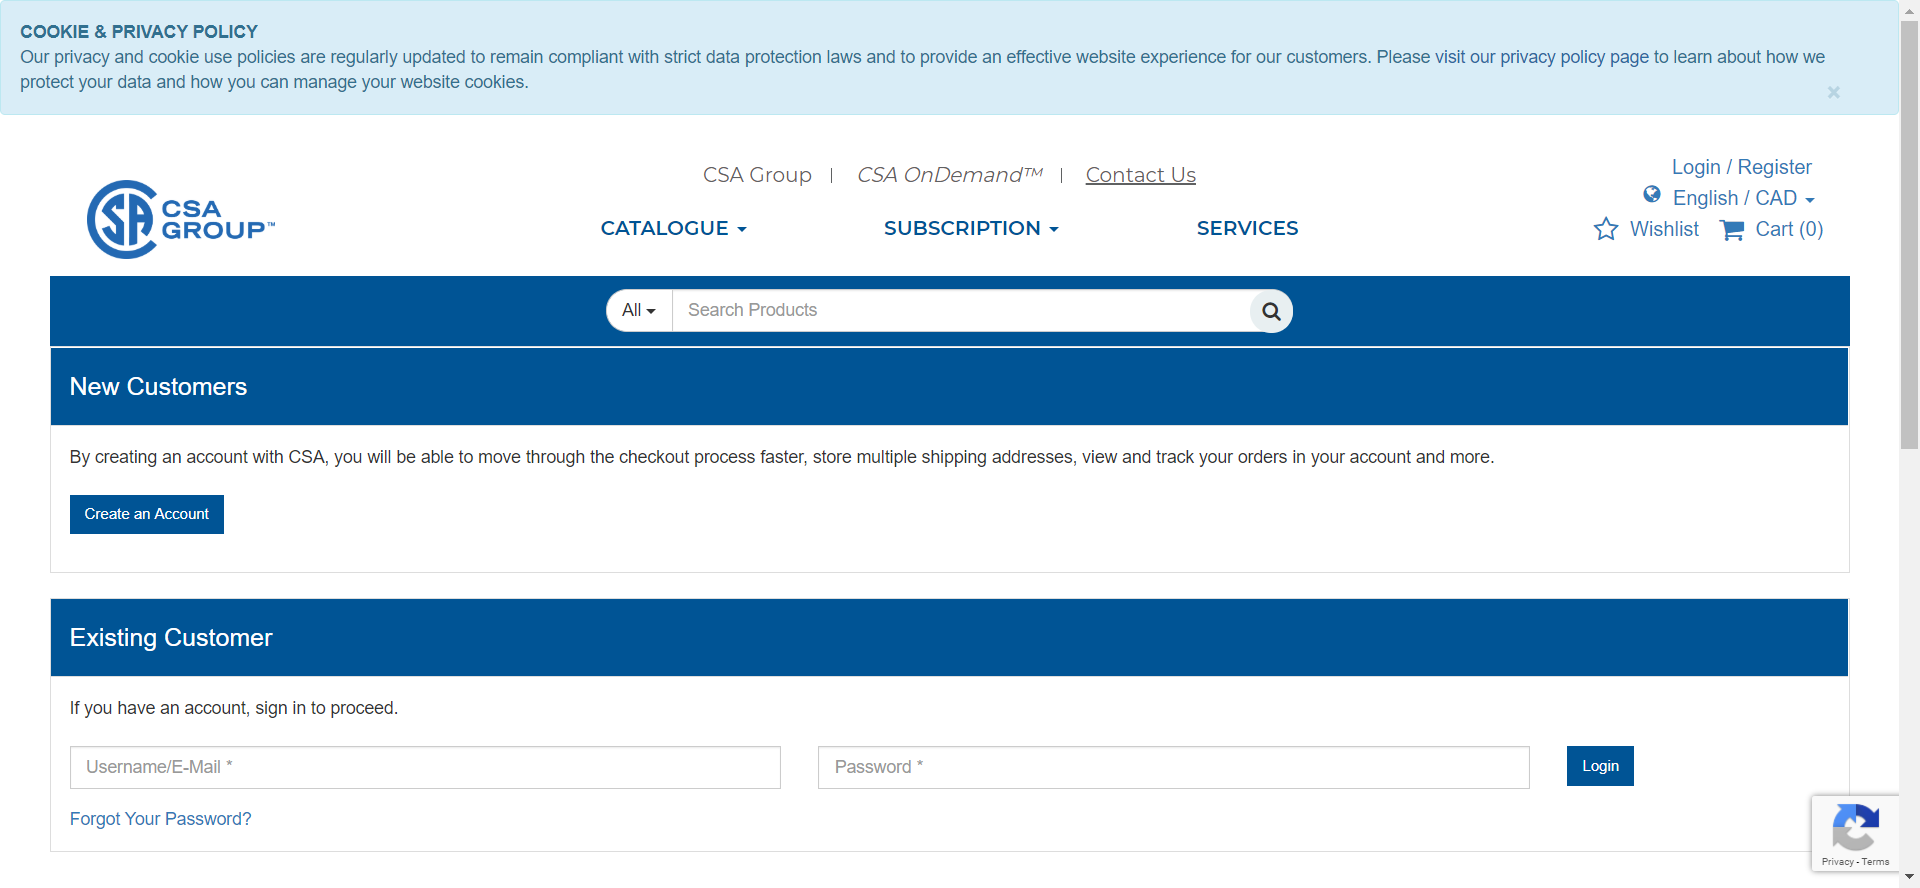 COOKIE & PRIVACY POLICY
Our privacy and cookie use policies are regularly updated to remain compliant with strict data protection laws and to provide an effective website experience for our customers. Please visit our privacy policy page to learn about how we
protect your data and how you can manage your website cookies.
×
CSA Group | CSA OnDemand™ | Contact Us
Login / Register
English / CAD
CSA
GROUP™
CATALOGUE SUBSCRIPTION SERVICES
Wishlist Cart (0)
All Search Products
New Customers
By creating an account with CSA, you will be able to move through the checkout process faster, store multiple shipping addresses, view and track your orders in your account and more.
Create an Account
Existing Customer
If you have an account, sign in to proceed.
Username/E-Mail * Password * Login
Forgot Your Password?
Privacy - Terms